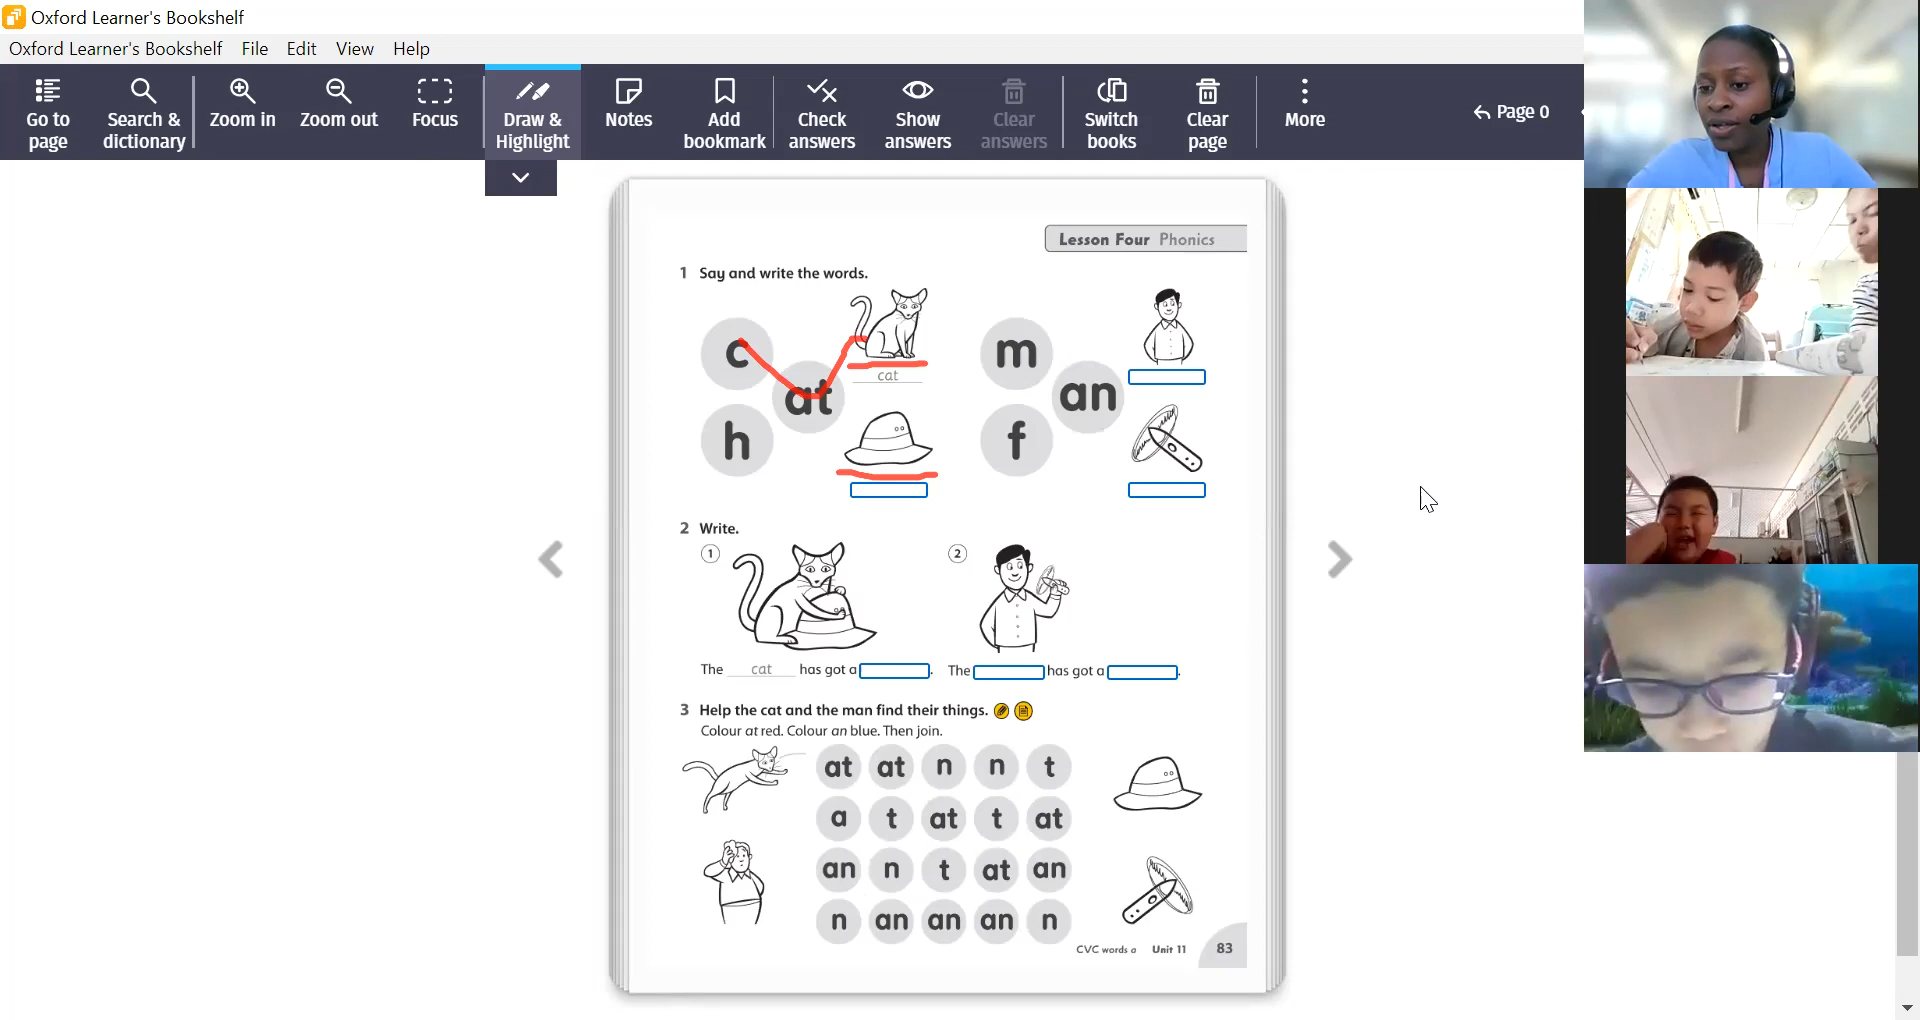 Oxford Learner's Bookshelf
Oxford Learner's Bookshelf File Edit View Help
Go to page
Search & dictionary
Zoom in
Zoom out
Focus
Draw & Highlight
Notes
Add bookmark
Check answers
Show answers
Clear answers
Switch books
Clear page
More
Page 0
Lesson Four Phonics
1 Say and write the words.
c
at
h
cat
m
an
f
2 Write.
1
2
The cat has got a .
The has got a .
3 Help the cat and the man find their things.
Colour at red. Colour an blue. Then join.
at at n n t
a t at t at
an n t at an
n an an an n
CVC words a Unit 11 83